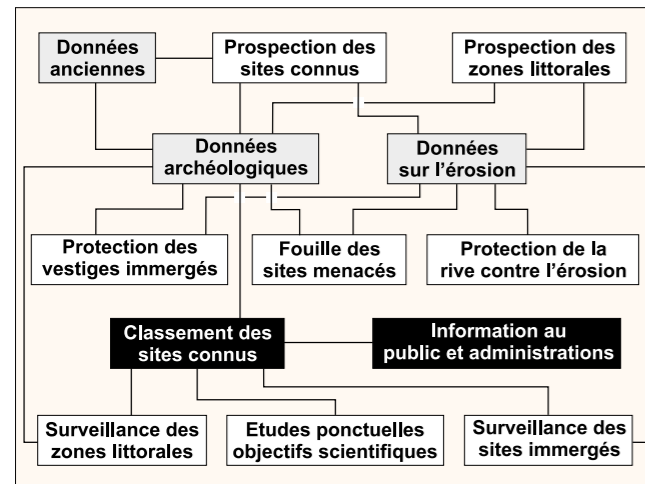 Données
anciennes
Prospection des
sites connus
Prospection des
zones littorales
Données
archéologiques
Données
sur l'érosion
Protection des
vestiges immergés
Fouille des
sites menacés
Protection de la
rive contre l'érosion
Classement des
sites connus
Information au
public et administrations
Surveillance des
zones littorales
Etudes ponctuelles
objectifs scientifiques
Surveillance des
sites immergés